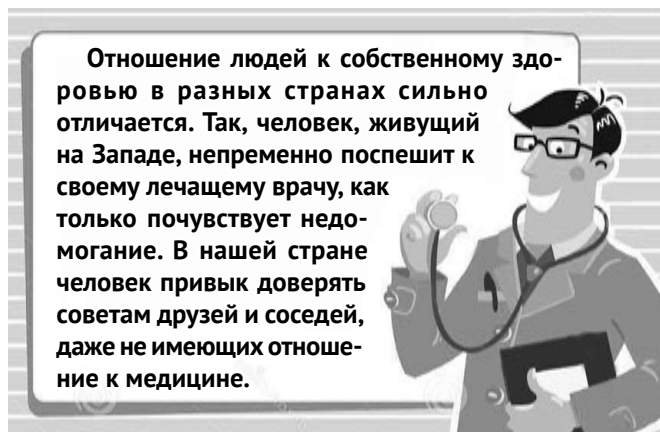 Отношение людей к собственному здо-
ровью в разных странах сильно
отличается. Так, человек, живущий
на Западе, непременно поспешит к
своему лечащему врачу, как
только почувствует недо-
могание. В нашей стране
человек привык доверять
советам друзей и соседей,
даже не имеющих отноше-
ние к медицине.